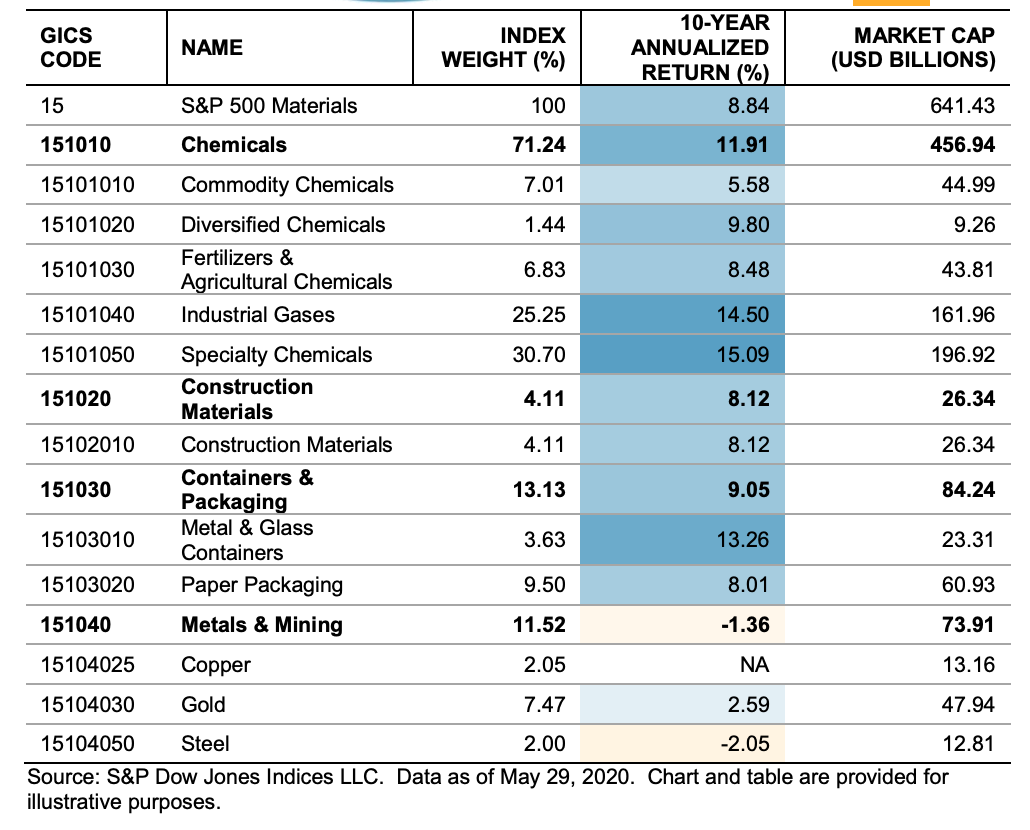 GICS CODE NAME INDEX WEIGHT (%) 10-YEAR ANNUALIZED RETURN (%) MARKET CAP (USD BILLIONS)
15 S&P 500 Materials 100 8.84 641.43
151010 Chemicals 71.24 11.91 456.94
15101010 Commodity Chemicals 7.01 5.58 44.99
15101020 Diversified Chemicals 1.44 9.80 9.26
15101030 Fertilizers & Agricultural Chemicals 6.83 8.48 43.81
15101040 Industrial Gases 25.25 14.50 161.96
15101050 Specialty Chemicals 30.70 15.09 196.92
151020 Construction Materials 4.11 8.12 26.34
15102010 Construction Materials 4.11 8.12 26.34
151030 Containers & Packaging 13.13 9.05 84.24
15103010 Metal & Glass Containers 3.63 13.26 23.31
15103020 Paper Packaging 9.50 8.01 60.93
151040 Metals & Mining 11.52 -1.36 73.91
15104025 Copper 2.05 NA 13.16
15104030 Gold 7.47 2.59 47.94
15104050 Steel 2.00 -2.05 12.81
Source: S&P Dow Jones Indices LLC.  Data as of May 29, 2020.  Chart and table are provided for
illustrative purposes.